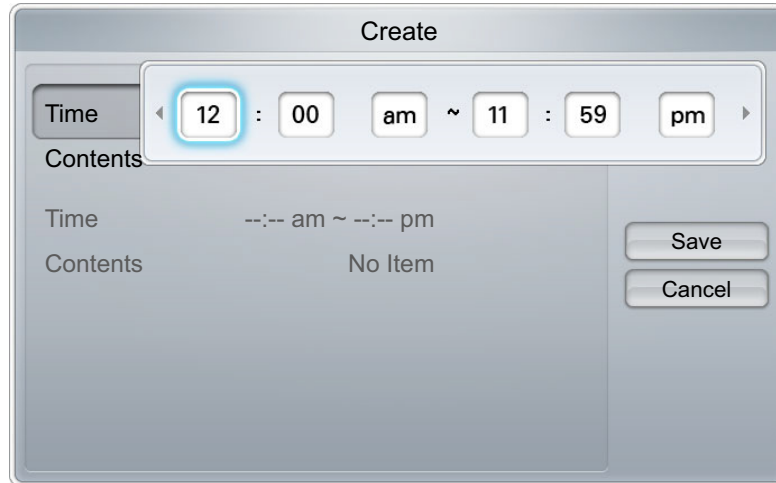 Create
Time 12 : 00 am ~ 11 : 59 pm
Contents
Time --:-- am ~ --:-- pm
Contents No Item
Save
Cancel